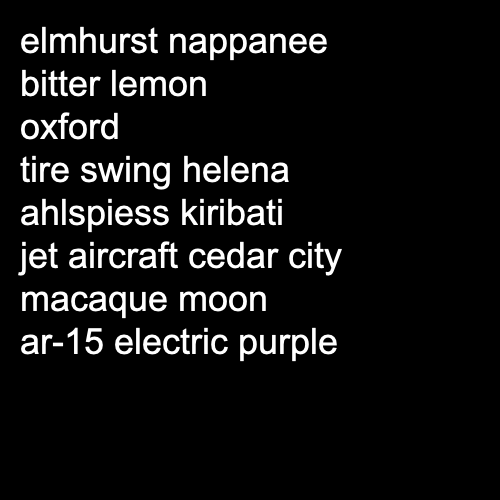 elmhurst nappanee
bitter lemon
oxford
tire swing helena
ahlspiess kiribati
jet aircraft cedar city
macaque moon
ar-15 electric purple